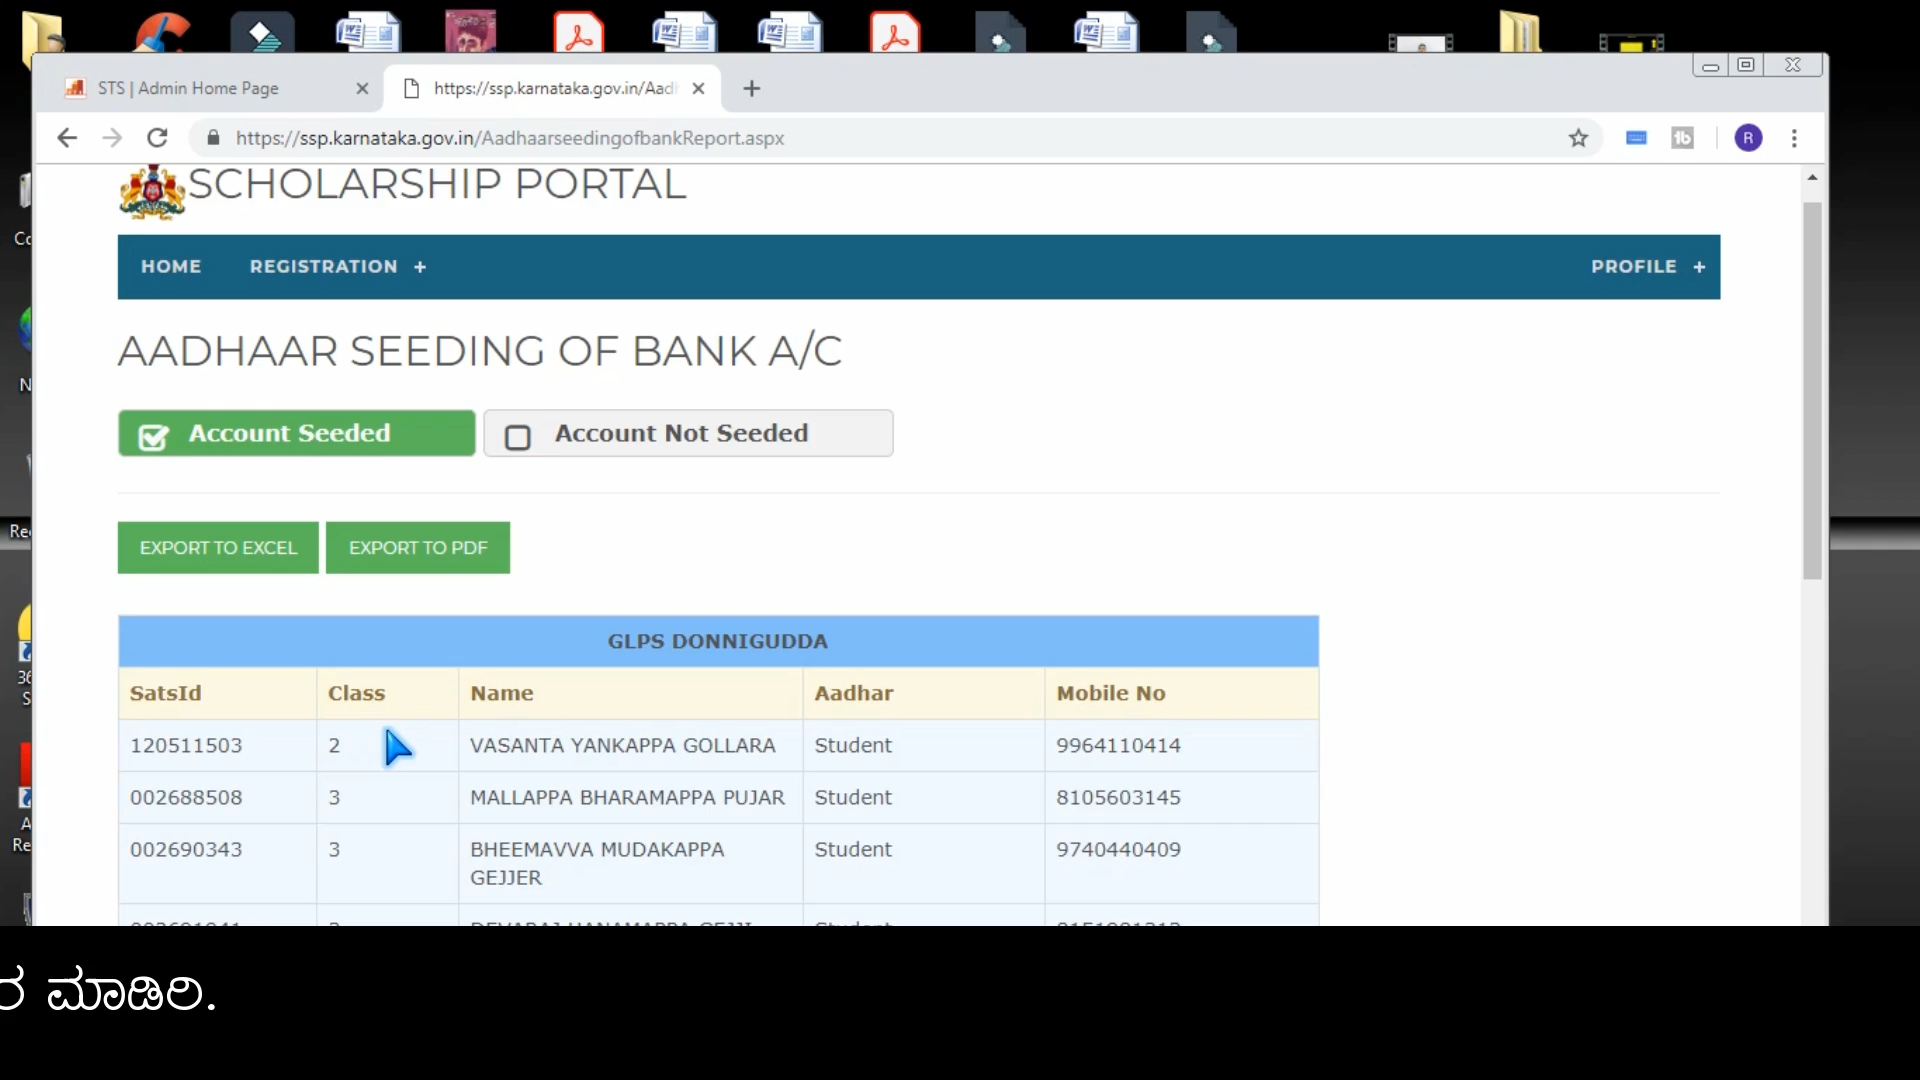 STS | Admin Home Page
https://ssp.karnataka.gov.in/Aad
https://ssp.karnataka.gov.in/AadhaarseedingofbankReport.aspx
R
SCHOLARSHIP PORTAL
HOME REGISTRATION + PROFILE +
AADHAAR SEEDING OF BANK A/C
Account Seeded Account Not Seeded
EXPORT TO EXCEL EXPORT TO PDF
GLPS DONNIGUDDA
SatsId Class Name Aadhar Mobile No
120511503 2 VASANTA YANKAPPA GOLLARA Student 9964110414
002688508 3 MALLAPPA BHARAMAPPA PUJAR Student 8105603145
002690343 3 BHEEMAVVA MUDAKAPPA GEJJER Student 9740440409
ರ ಮಾಡಿರಿ.